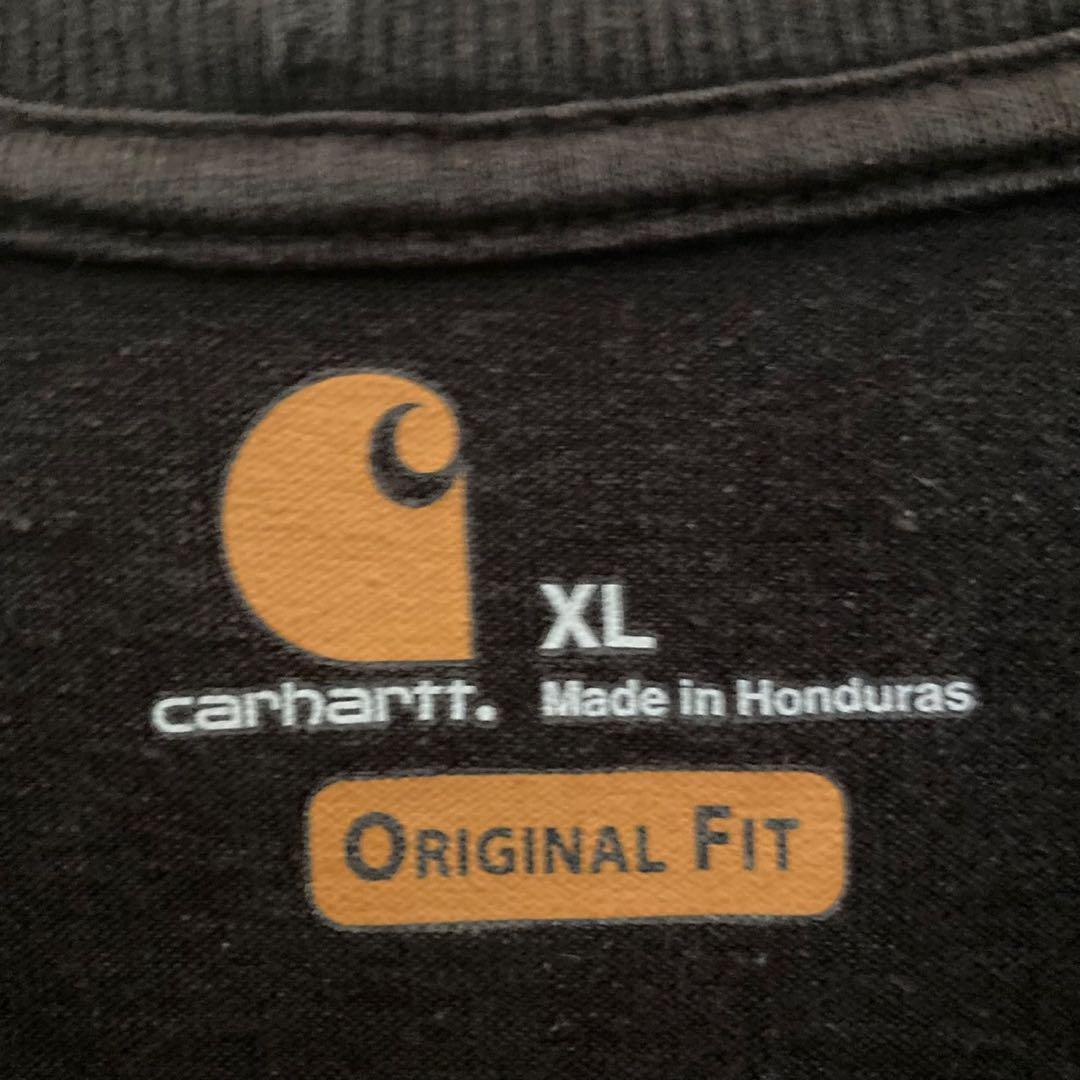 XL
carhartt. Made in Honduras
ORIGINAL FIT